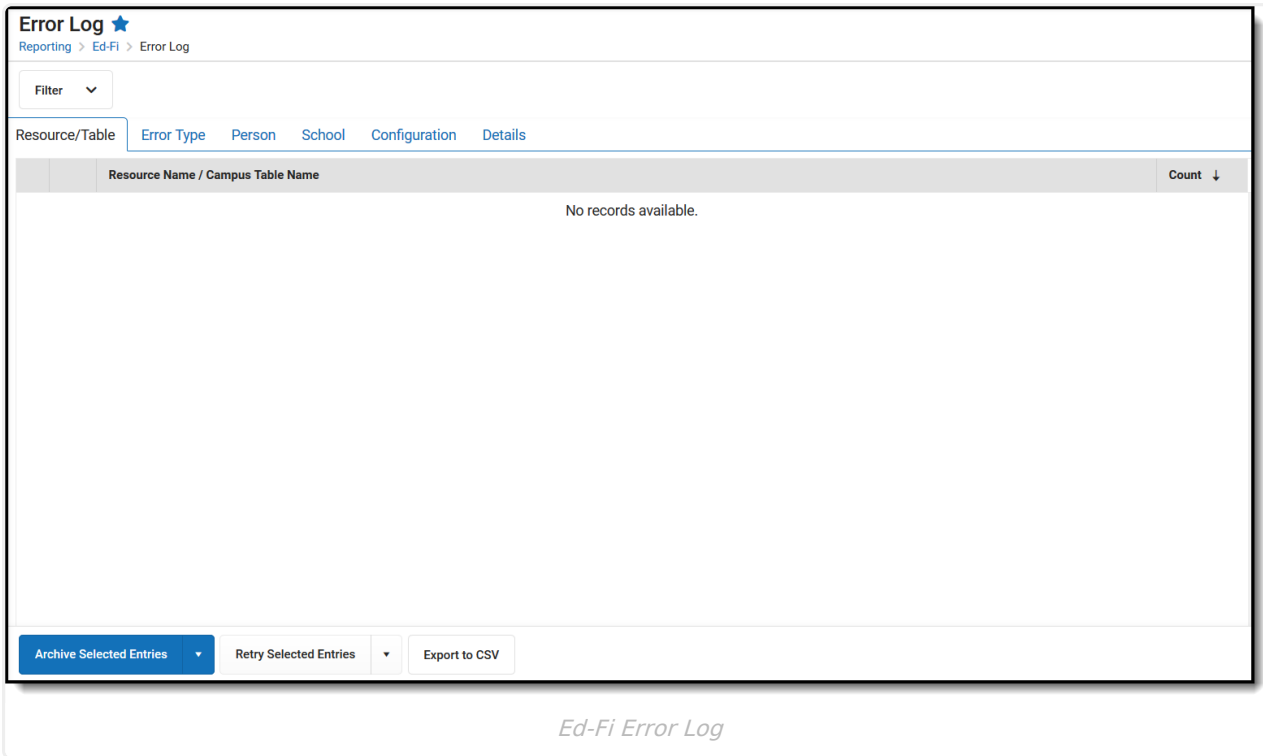 Error Log
Reporting > Ed-Fi > Error Log
Filter
Resource/Table Error Type Person School Configuration Details
Resource Name / Campus Table Name Count ↓
No records available.
Archive Selected Entries Retry Selected Entries Export to CSV
Ed-Fi Error Log